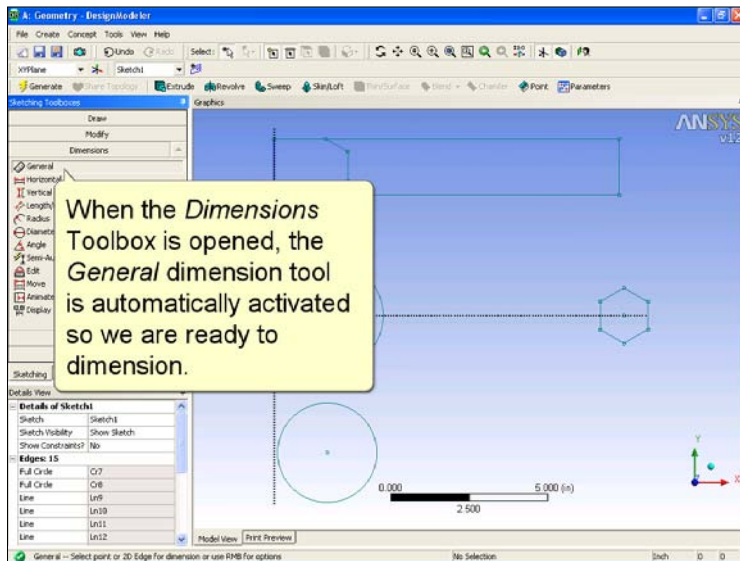 A: Geometry - DesignModeler
File Create Concept Tools View Help
Undo Redo Select:
XYPlane Sketch1
Generate Share Topology Extrude Revolve Sweep Skin/Loft Thin/Surface Blend Chamfer Point Parameters
Sketching Toolboxes Graphics
Draw
Modify
Dimensions
General
Horizontal
Vertical
Length/
Radius
Diamete
Angle
Semi-Au
Edit
Move
Animate
Display
When the Dimensions
Toolbox is opened, the
General dimension tool
is automatically activated
so we are ready to
dimension.
ANSYS
v12
Sketching
Details View
Details of Sketch1
Sketch Sketch1
Sketch Visibility Show Sketch
Show Constraints? No
Edges: 15
Full Circle Cr7
Full Circle Cr8
Line Ln9
Line Ln10
Line Ln11
Line Ln12
0.000 5.000 (in)
2.500
Y
X
Model View Print Preview
General -- Select point or 2D Edge for dimension or use RMB for options No Selection Inch 0 0